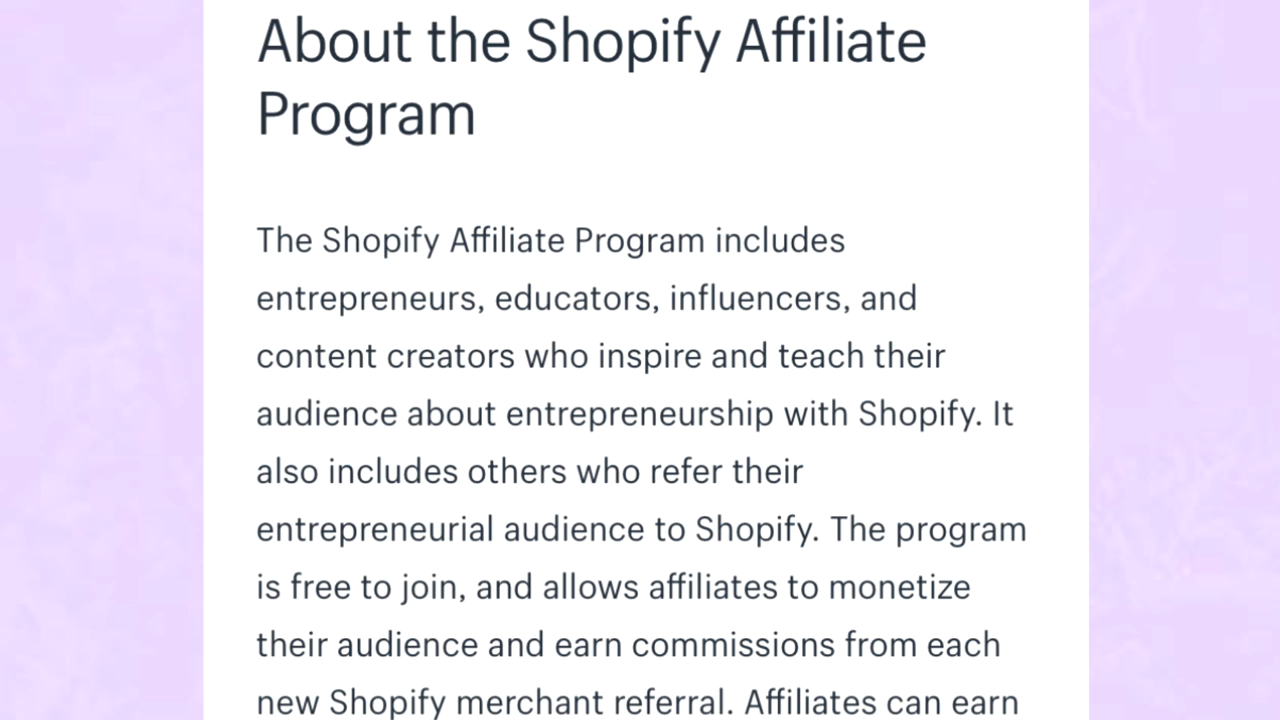 About the Shopify Affiliate
Program
The Shopify Affiliate Program includes
entrepreneurs, educators, influencers, and
content creators who inspire and teach their
audience about entrepreneurship with Shopify. It
also includes others who refer their
entrepreneurial audience to Shopify. The program
is free to join, and allows affiliates to monetize
their audience and earn commissions from each
new Shopify merchant referral. Affiliates can earn